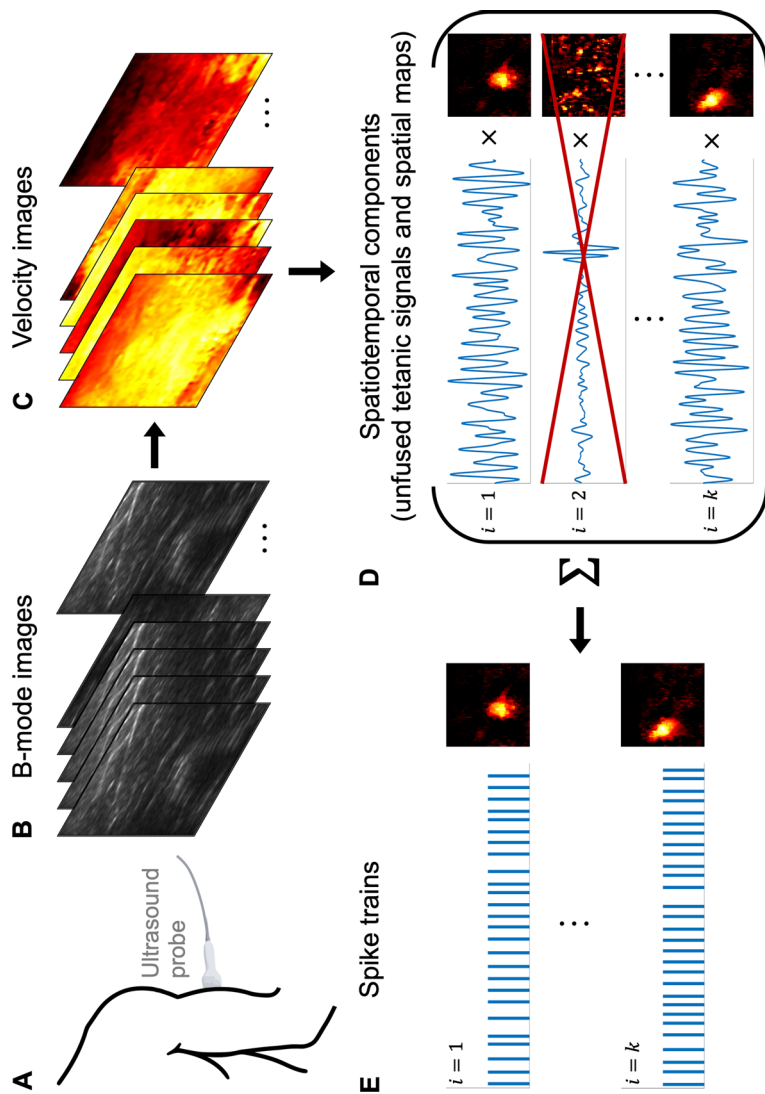 A
Ultrasound
probe
B
B-mode images
...
C
Velocity images
...
D
Spatiotemporal components
(unfused tetanic signals and spatial maps)
Σ
i = 1
×
i = 2
×
...
...
i = k
×
E
Spike trains
i = 1
...
i = k